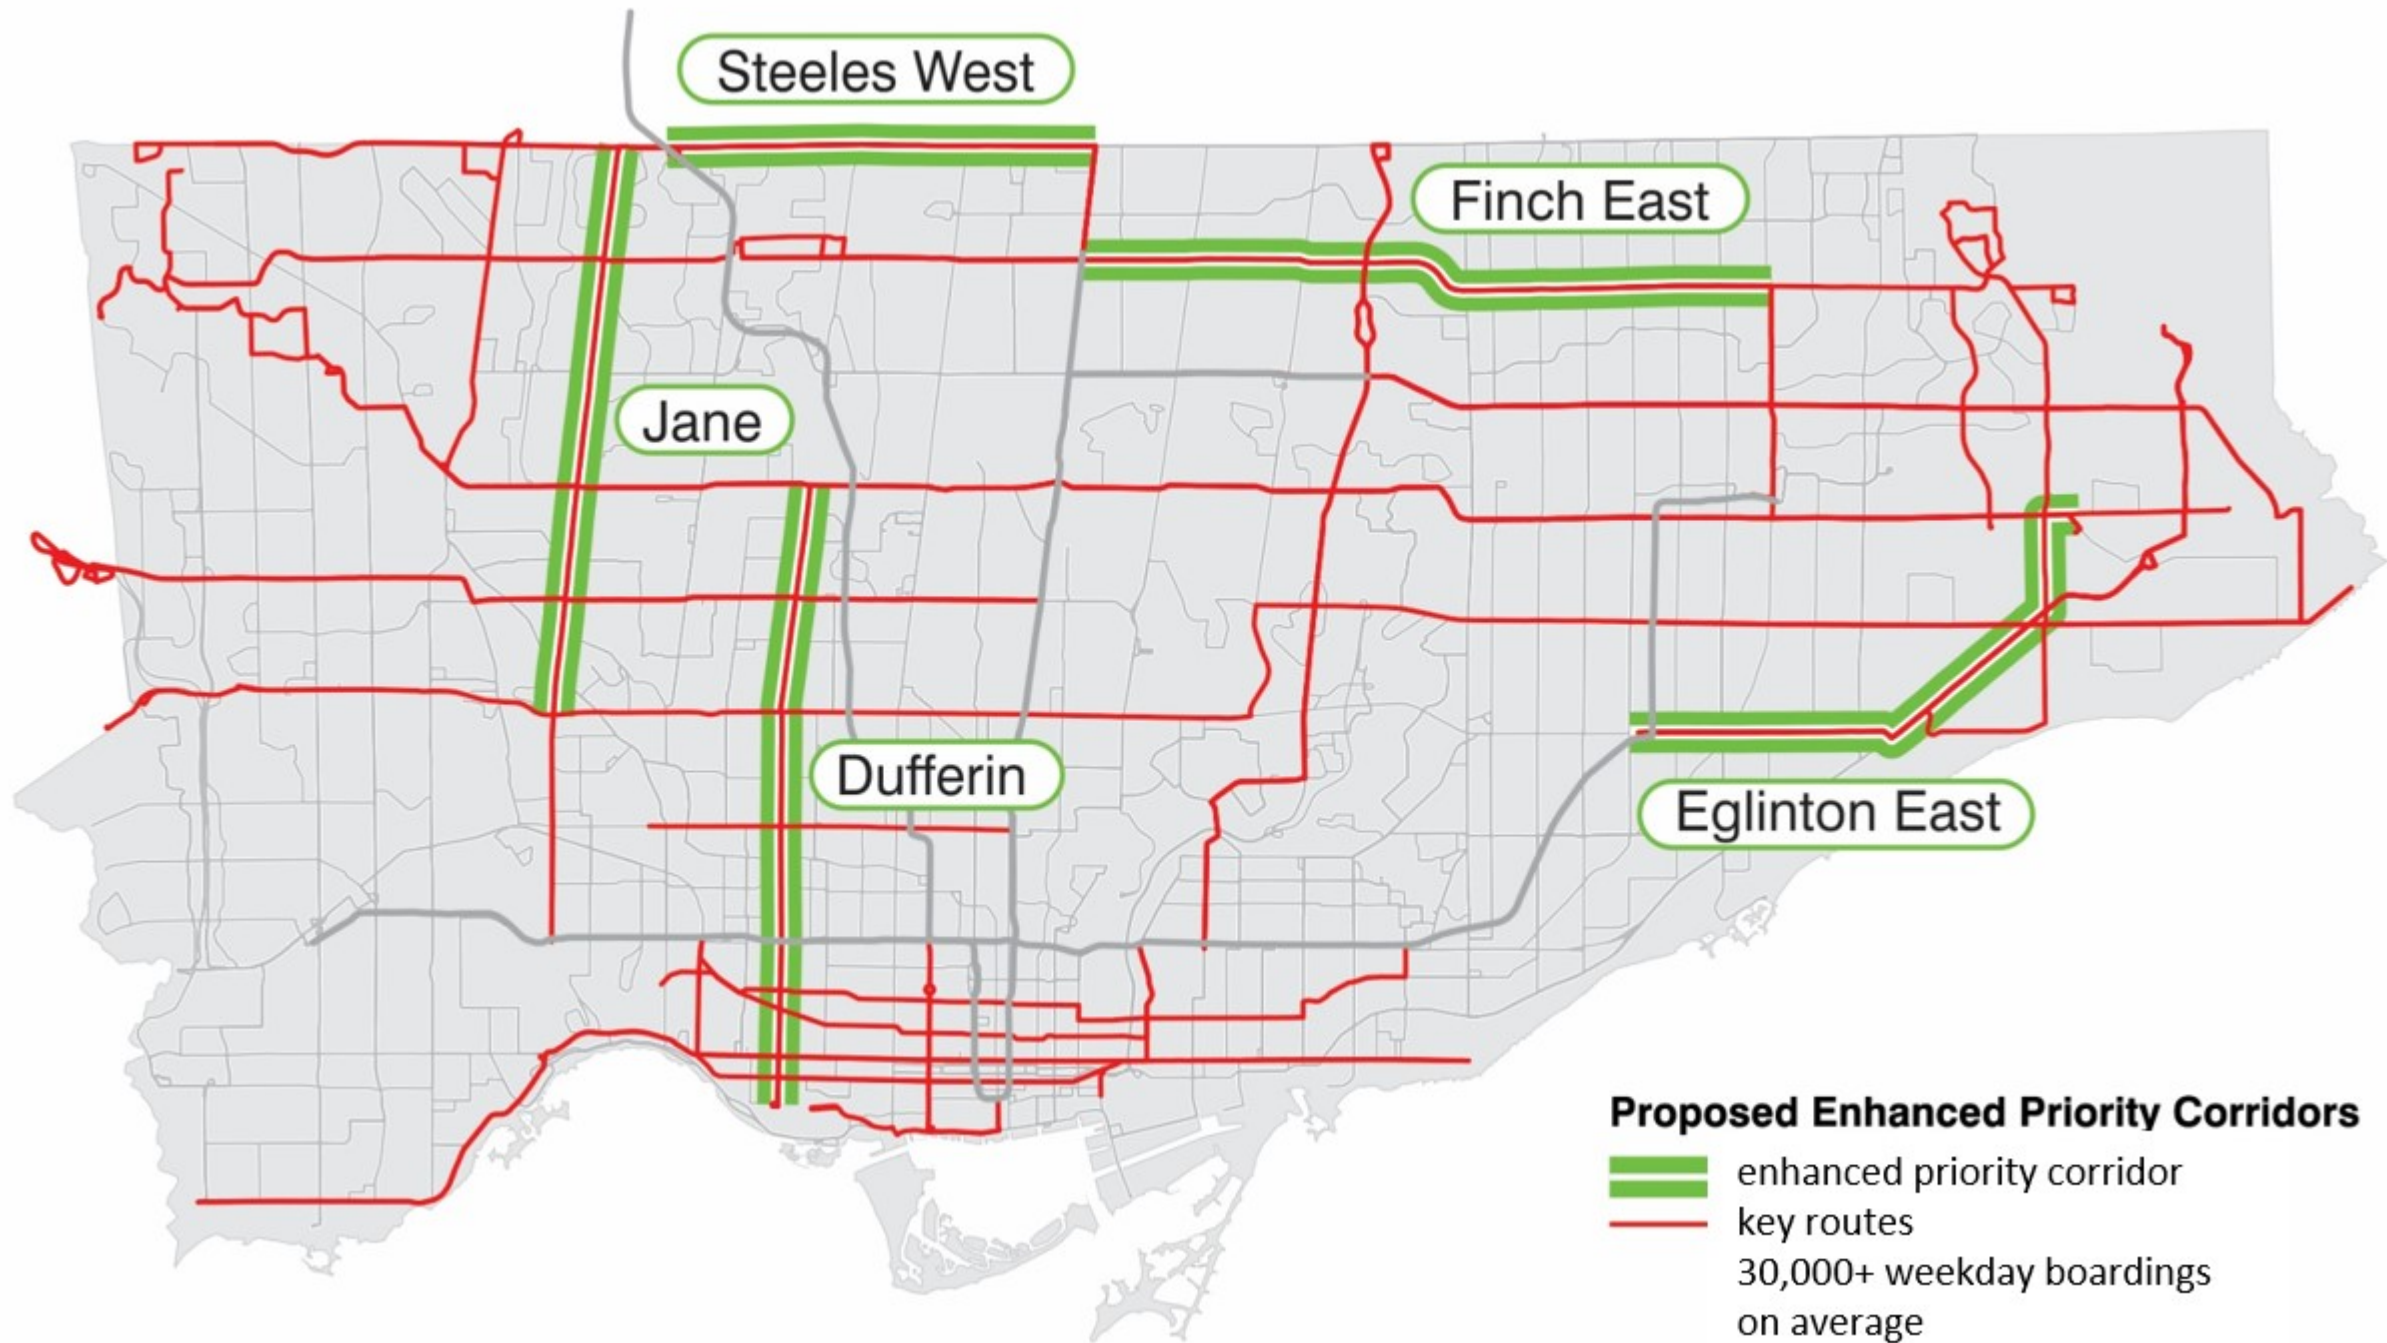 Steeles West
Finch East
Jane
Dufferin
Eglinton East
Proposed Enhanced Priority Corridors
enhanced priority corridor
key routes
30,000+ weekday boardings
on average